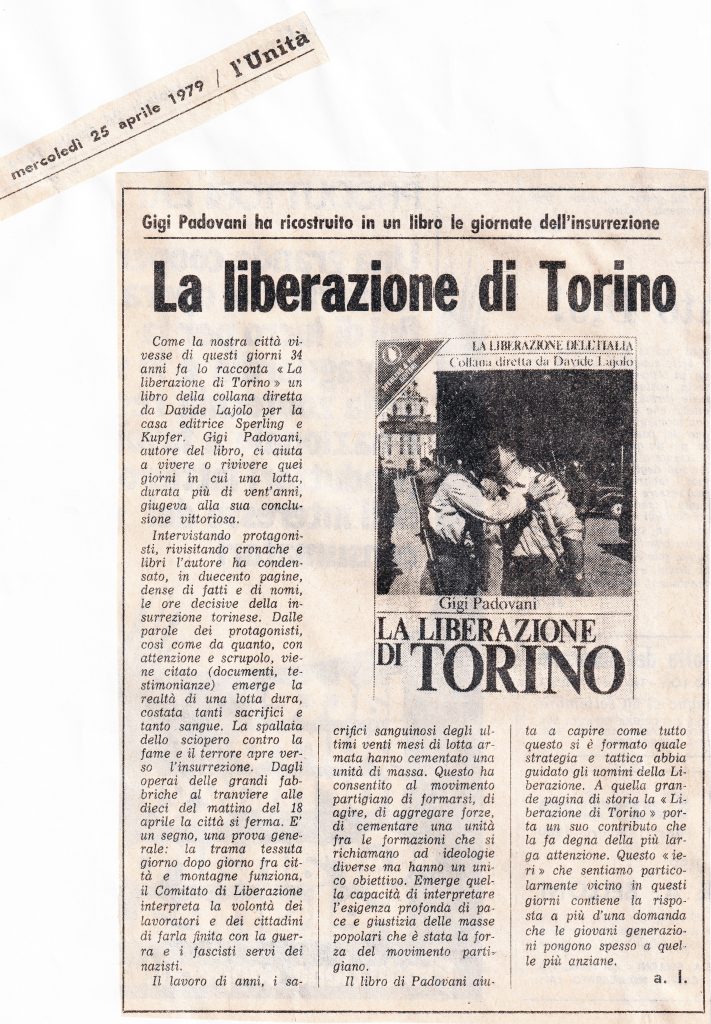 mercoledì 25 aprile 1979 / l'Unità
Gigi Padovani ha ricostruito in un libro le giornate dell'insurrezione
La liberazione di Torino
Come la nostra città vi-
vesse di questi giorni 34
anni fa lo racconta « La
liberazione di Torino » un
libro della collana diretta
da Davide Lajolo per la
casa editrice Sperling e
Kupfer. Gigi Padovani,
autore del libro, ci aiuta
a vivere o rivivere quei
giorni in cui una lotta,
durata più di vent'anni,
giugeva alla sua conclu-
sione vittoriosa.
Intervistando protagoni-
sti, rivisitando cronache e
libri l'autore ha conden-
sato, in duecento pagine,
dense di fatti e di nomi,
le ore decisive della in-
surrezione torinese. Dalle
parole dei protagonisti,
così come da quanto, con
attenzione e scrupolo, vie-
ne citato (documenti, te-
stimonianze) emerge la
realtà di una lotta dura,
costata tanti sacrifici e
tanto sangue. La spallata
dello sciopero contro la
fame e il terrore apre ver-
so l'insurrezione. Dagli
operai delle grandi fab-
briche al tranviere alle
dieci del mattino del 18
aprile la città si ferma. E'
un segno, una prova gene-
rale: la trama tessuta
giorno dopo giorno fra cit-
tà e montagne funziona,
il Comitato di Liberazione
interpreta la volontà dei
lavoratori e dei cittadini
di farla finita con la guer-
ra e i fascisti servi dei
nazisti.
Il lavoro di anni, i sa-
LA LIBERAZIONE DELL'ITALIA
Collana diretta da Davide Lajolo
Gigi Padovani
LA LIBERAZIONE
DI TORINO
crifici sanguinosi degli ul-
timi venti mesi di lotta ar-
mata hanno cementato una
unità di massa. Questo ha
consentito al movimento
partigiano di formarsi, di
agire, di aggregare forze,
di cementare una unità
fra le formazioni che si
richiamano ad ideologie
diverse ma hanno un uni-
co obiettivo. Emerge quel-
la capacità di interpretare
l'esigenza profonda di pa-
ce e giustizia delle masse
popolari che è stata la for-
za del movimento parti-
giano.
Il libro di Padovani aiu-
ta a capire come tutto
questo si è formato quale
strategia e tattica abbia
guidato gli uomini della Li-
berazione. A quella gran-
de pagina di storia la « Li-
berazione di Torino » por-
ta un suo contributo che
la fa degna della più lar-
ga attenzione. Questo « ie-
ri » che sentiamo partico-
larmente vicino in questi
giorni contiene la rispo-
sta a più d'una domanda
che le giovani generazio-
ni pongono spesso a quel-
le più anziane.
a. l.